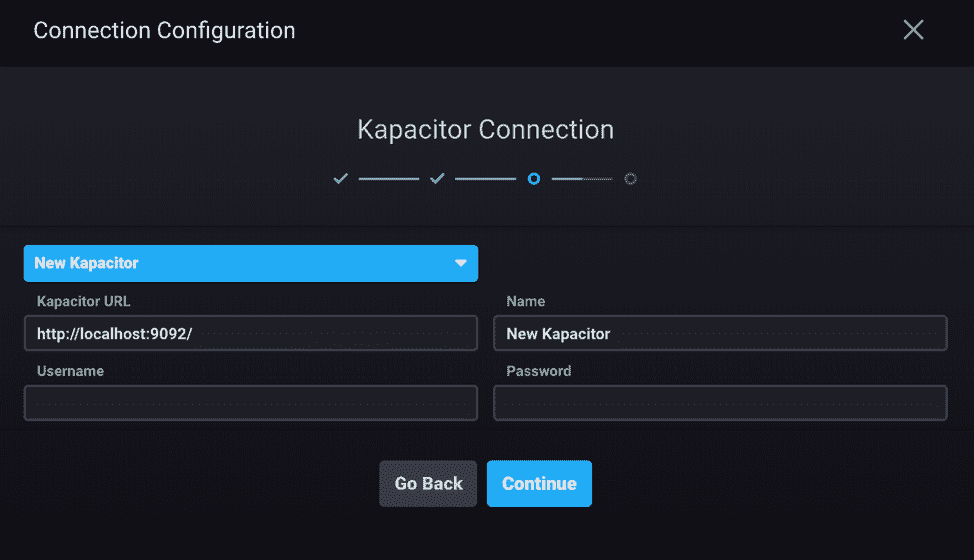 Connection Configuration
Kapacitor Connection
New Kapacitor
Kapacitor URL
Name
http://localhost:9092/
New Kapacitor
Username
Password
Go Back
Continue